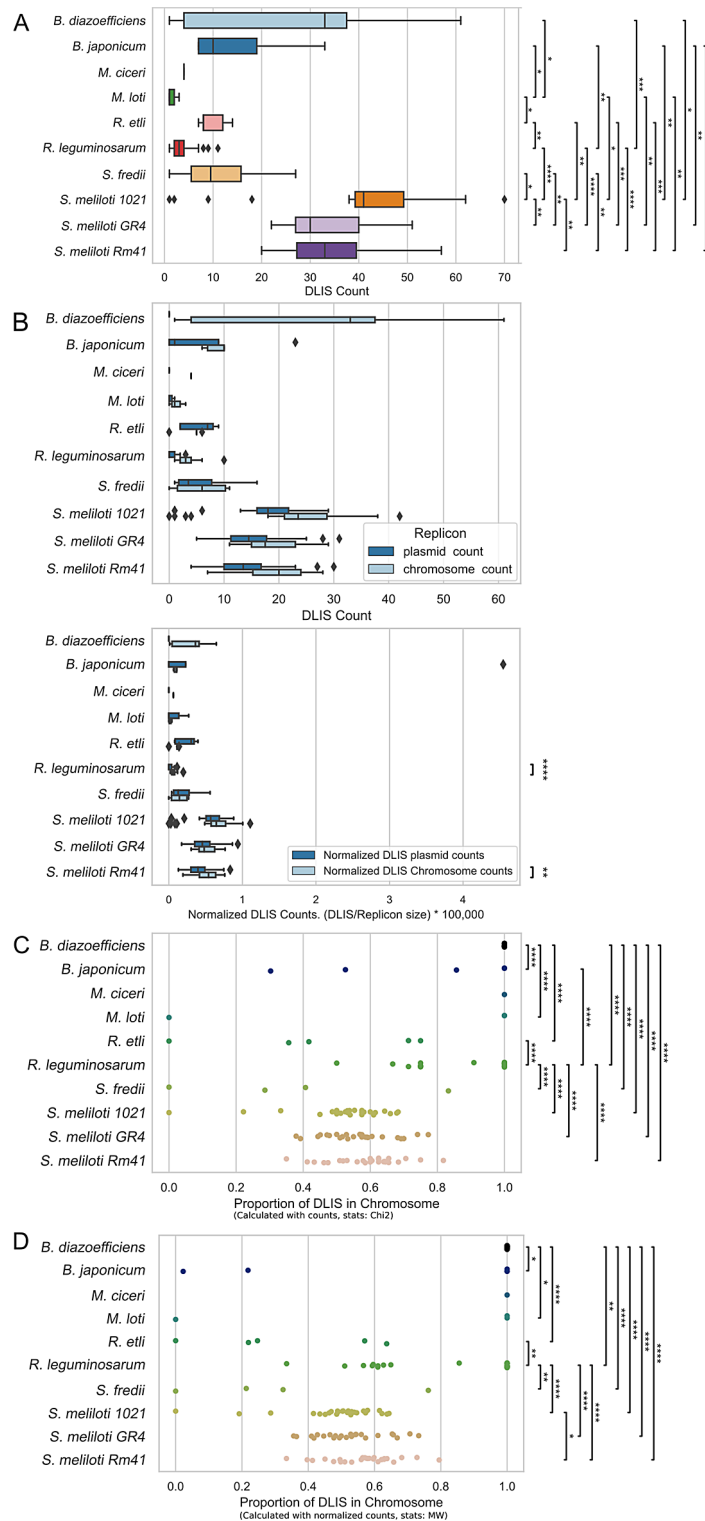 A
B. diazoefficiens
B. japonicum
M. ciceri
M. loti
R. etli
R. leguminosarum
S. fredii
S. meliloti 1021
S. meliloti GR4
S. meliloti Rm41
0 10 20 30 40 50 60 70
DLIS Count
B
B. diazoefficiens
B. japonicum
M. ciceri
M. loti
R. etli
R. leguminosarum
S. fredii
S. meliloti 1021
S. meliloti GR4
S. meliloti Rm41
Replicon
plasmid count
chromosome count
0 10 20 30 40 50 60
DLIS Count
B. diazoefficiens
B. japonicum
M. ciceri
M. loti
R. etli
R. leguminosarum
****
S. fredii
S. meliloti 1021
S. meliloti GR4
S. meliloti Rm41
**
Normalized DLIS plasmid counts
Normalized DLIS Chromosome counts
0 1 2 3 4
Normalized DLIS Counts. (DLIS/Replicon size) * 100,000
C
B. diazoefficiens
B. japonicum
M. ciceri
M. loti
R. etli
R. leguminosarum
S. fredii
S. meliloti 1021
S. meliloti GR4
S. meliloti Rm41
0.0 0.2 0.4 0.6 0.8 1.0
Proportion of DLIS in Chromosome
(Calculated with counts, stats: Chi2)
D
B. diazoefficiens
B. japonicum
M. ciceri
M. loti
R. etli
R. leguminosarum
S. fredii
S. meliloti 1021
S. meliloti GR4
S. meliloti Rm41
0.0 0.2 0.4 0.6 0.8 1.0
Proportion of DLIS in Chromosome
(Calculated with normalized counts, stats: MW)